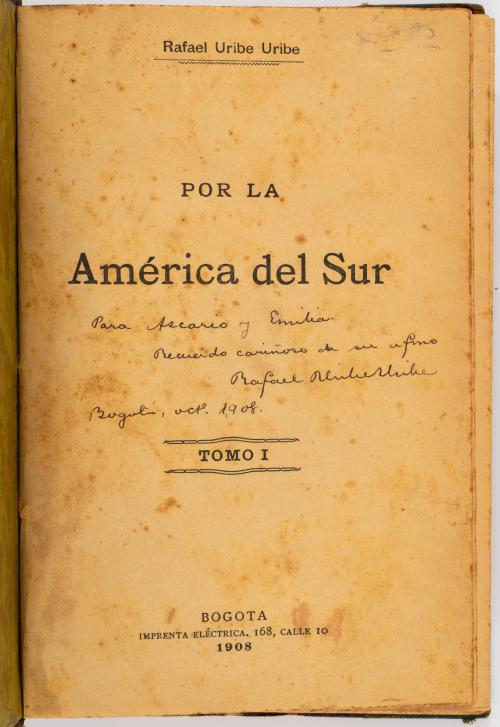 Rafael Uribe Uribe
POR LA
América del Sur
Para Ascario y Emilia
Recuerdo cariñoso de su afmo
Rafael Uribe Uribe
Bogotá, octe. 1908.
TOMO I
BOGOTA
IMPRENTA ELÉCTRICA, 168, CALLE 10
1908